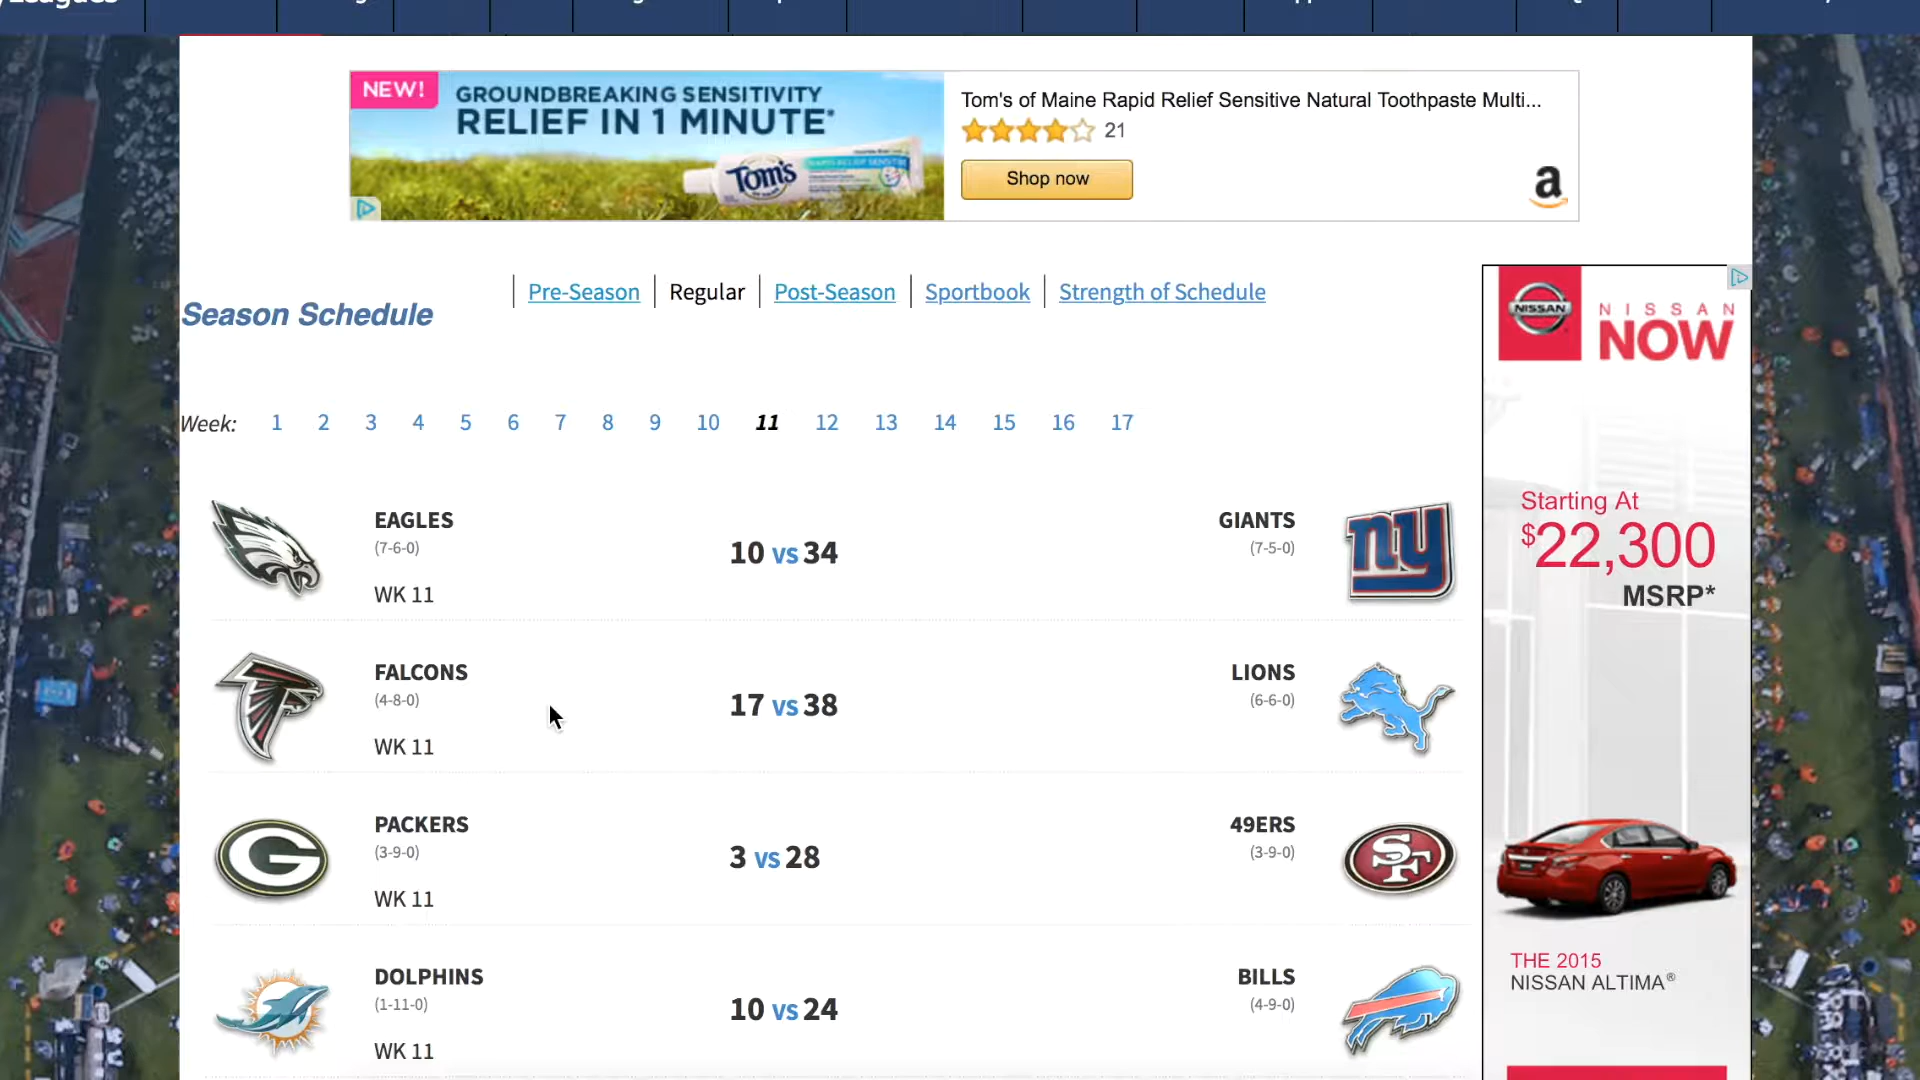 NEW!
GROUNDBREAKING SENSITIVITY
RELIEF IN 1 MINUTE*
Tom's
Tom's of Maine Rapid Relief Sensitive Natural Toothpaste Multi...
21
Shop now
a
Pre-Season
Regular
Post-Season
Sportbook
Strength of Schedule
Season Schedule
Week: 1 2 3 4 5 6 7 8 9 10 11 12 13 14 15 16 17
EAGLES
(7-6-0)
WK 11
10 vs 34
GIANTS
(7-5-0)
ny
FALCONS
(4-8-0)
WK 11
17 vs 38
LIONS
(6-6-0)
G
PACKERS
(3-9-0)
WK 11
3 vs 28
49ERS
(3-9-0)
SF
DOLPHINS
(1-11-0)
WK 11
10 vs 24
BILLS
(4-9-0)
NISSAN
NISSAN
NOW
Starting At
$22,300
MSRP*
THE 2015
NISSAN ALTIMA®